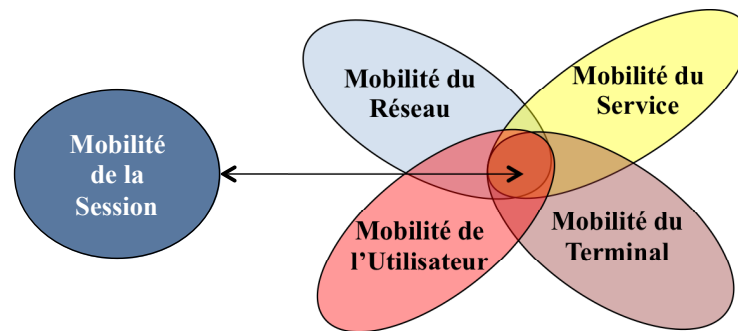 Mobilité
de la
Session
Mobilité du
Réseau
Mobilité du
Service
Mobilité de
l’Utilisateur
Mobilité du
Terminal